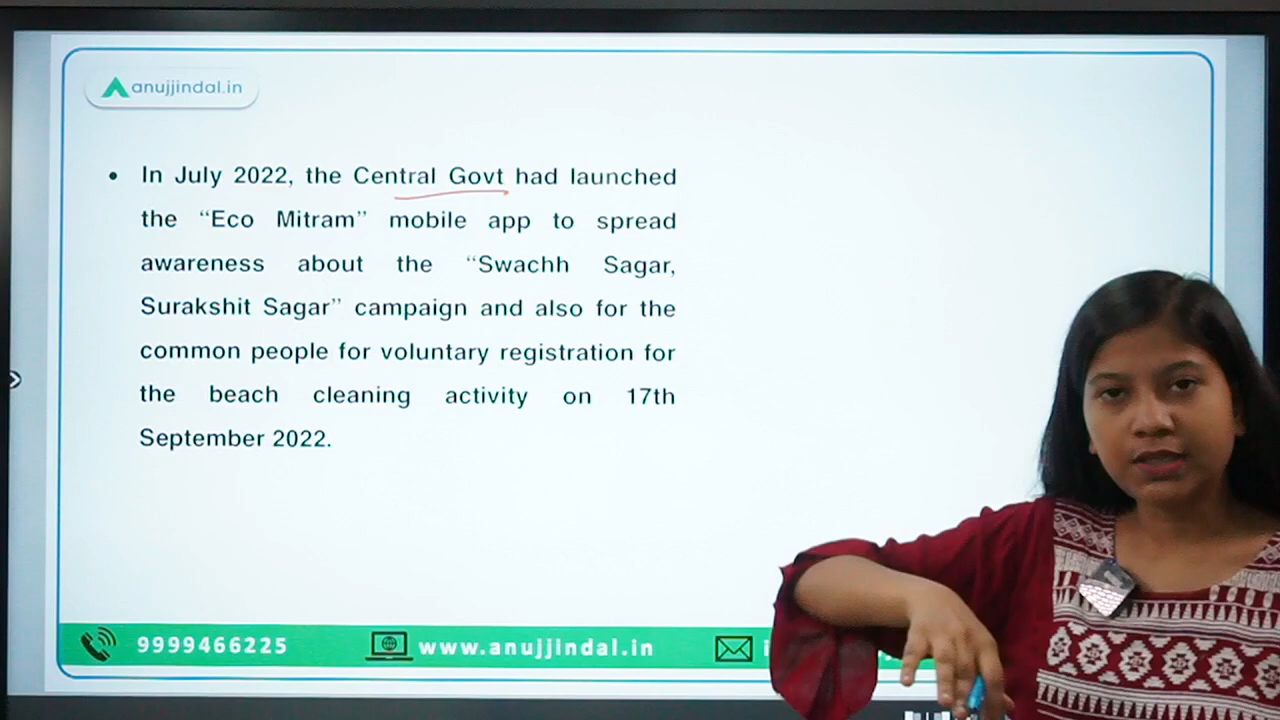 anujjindal.in
• In July 2022, the Central Govt had launched
the “Eco Mitram” mobile app to spread
awareness about the “Swachh Sagar,
Surakshit Sagar” campaign and also for the
common people for voluntary registration for
the beach cleaning activity on 17th
September 2022.
9999466225 www.anujjindal.in